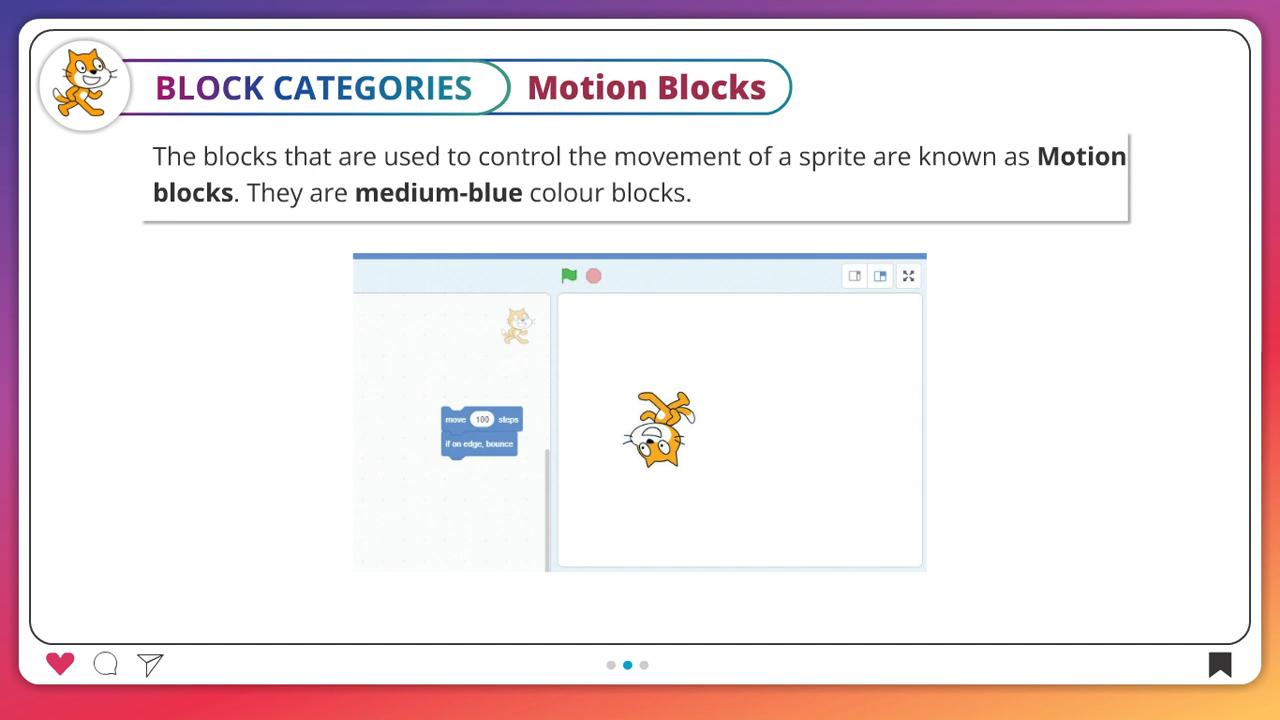 BLOCK CATEGORIES Motion Blocks
The blocks that are used to control the movement of a sprite are known as Motion
blocks. They are medium-blue colour blocks.
move 100 steps
if on edge, bounce